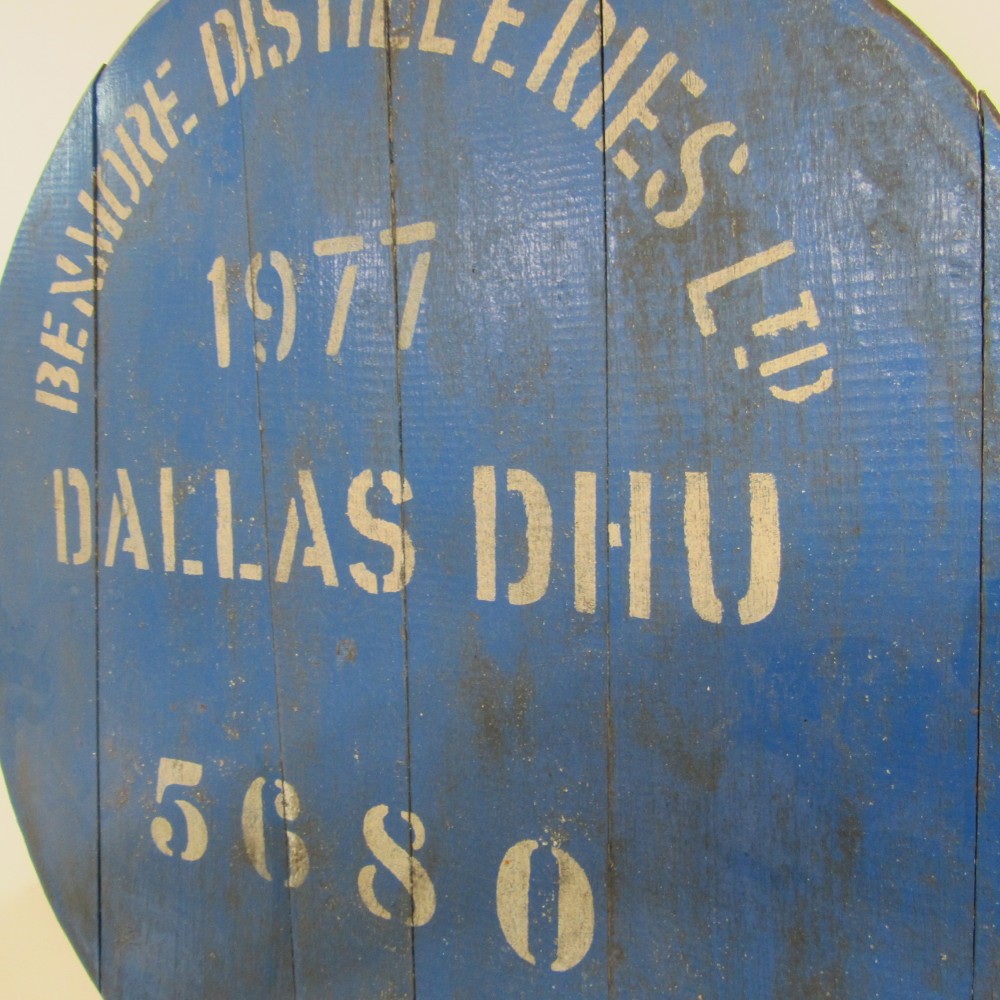 BENMORE DISTILLERIES LTD
1977
DALLAS DHU
5680